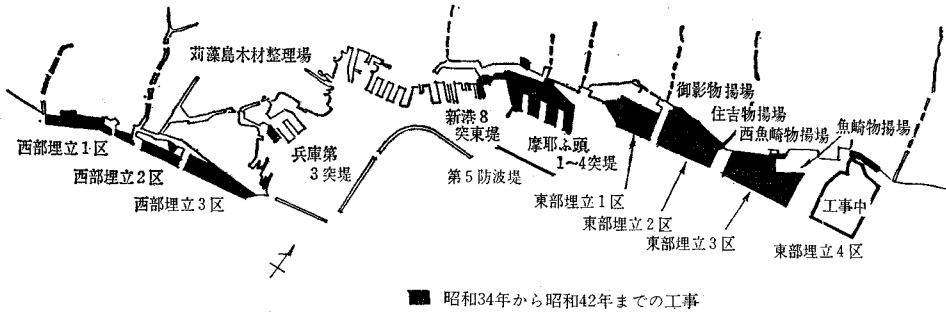 苅藻島木材整理場
西部埋立1区
西部埋立2区
西部埋立3区
兵庫第
3突堤
新港8
突東堤
第5防波堤
摩耶ふ頭
1~4突堤
御影物揚場
住吉物揚場
西魚崎物揚場
魚崎物揚場
東部埋立1区
東部埋立2区
東部埋立3区
東部埋立4区
工事中
昭和34年から昭和42年までの工事